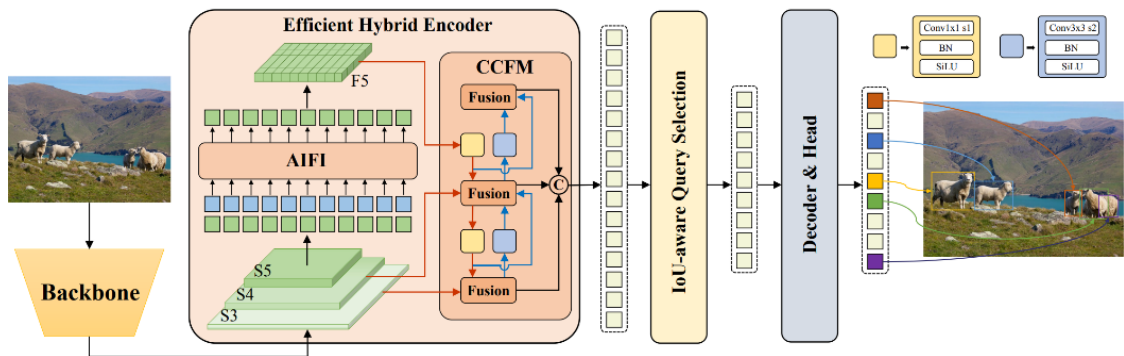 Efficient Hybrid Encoder
F5
CCFM
Fusion
AIFI
Fusion
C
S5
S4
S3
Fusion
Backbone
IoU-aware Query Selection
Decoder & Head
Conv1x1 s1
BN
SiLU
Conv3x3 s2
BN
SiLU